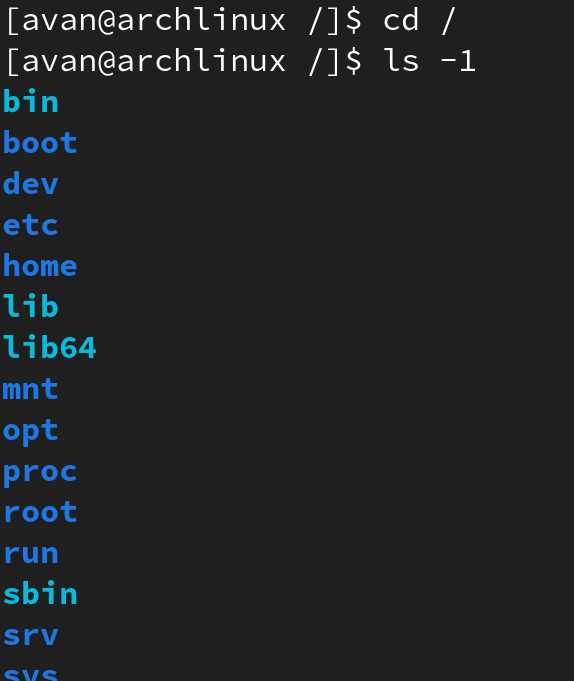 [avan@archlinux /]$ cd /
[avan@archlinux /]$ ls -1
bin
boot
dev
etc
home
lib
lib64
mnt
opt
proc
root
run
sbin
srv
sys